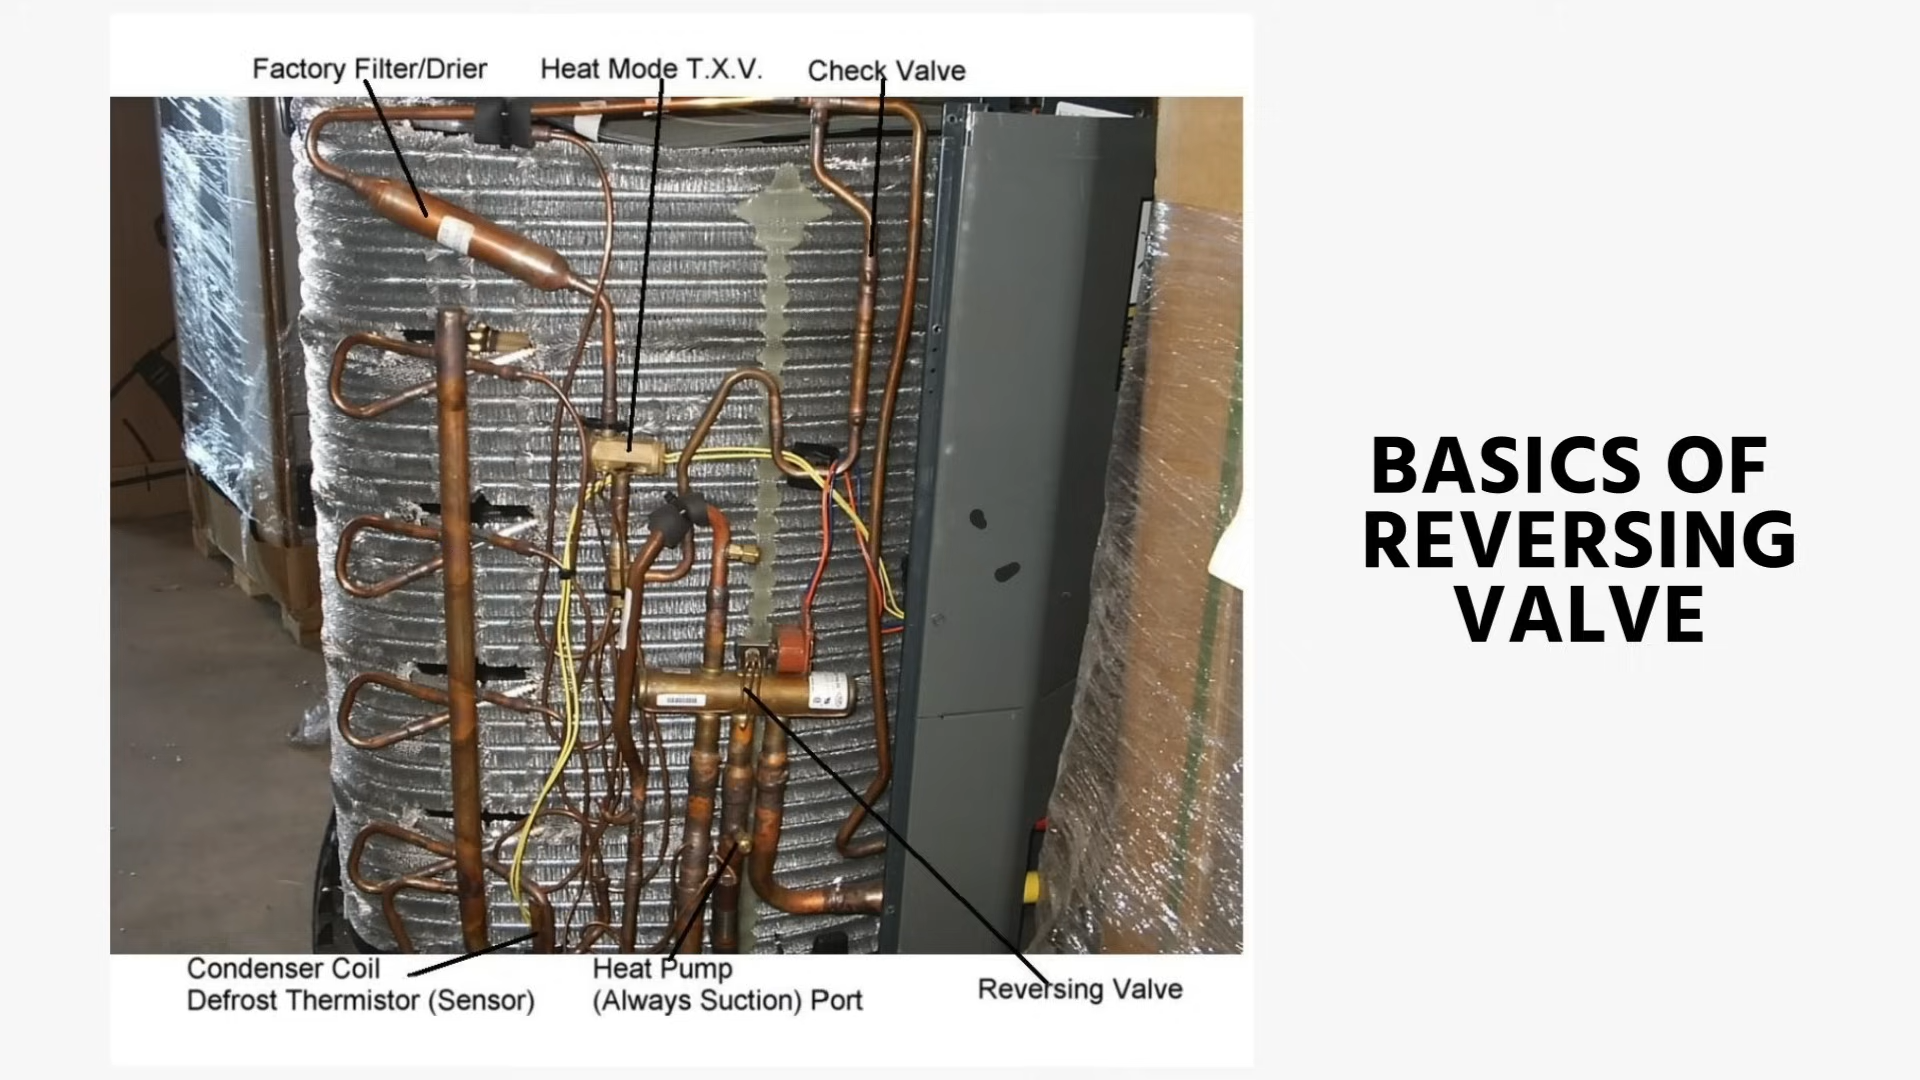 Factory Filter/Drier
Heat Mode T.X.V.
Check Valve
BASICS OF
REVERSING
VALVE
Condenser Coil
Defrost Thermistor (Sensor)
Heat Pump
(Always Suction) Port
Reversing Valve